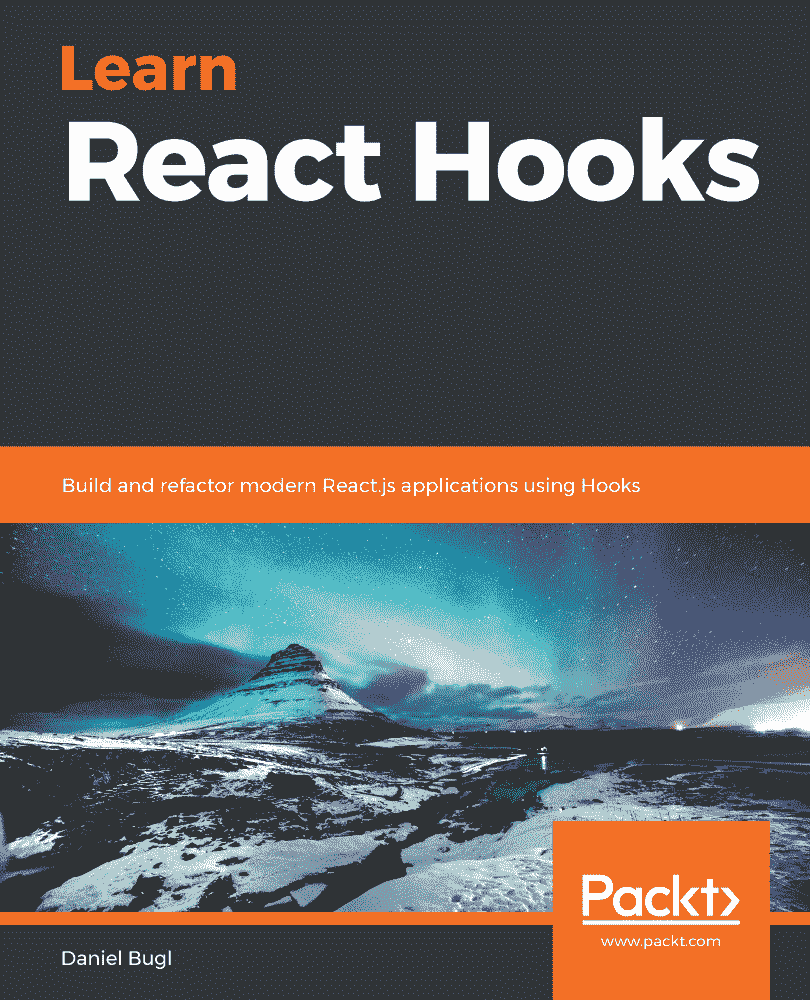 Learn
React Hooks
Build and refactor modern React.js applications using Hooks
Packt>
www.packt.com
Daniel Bugl